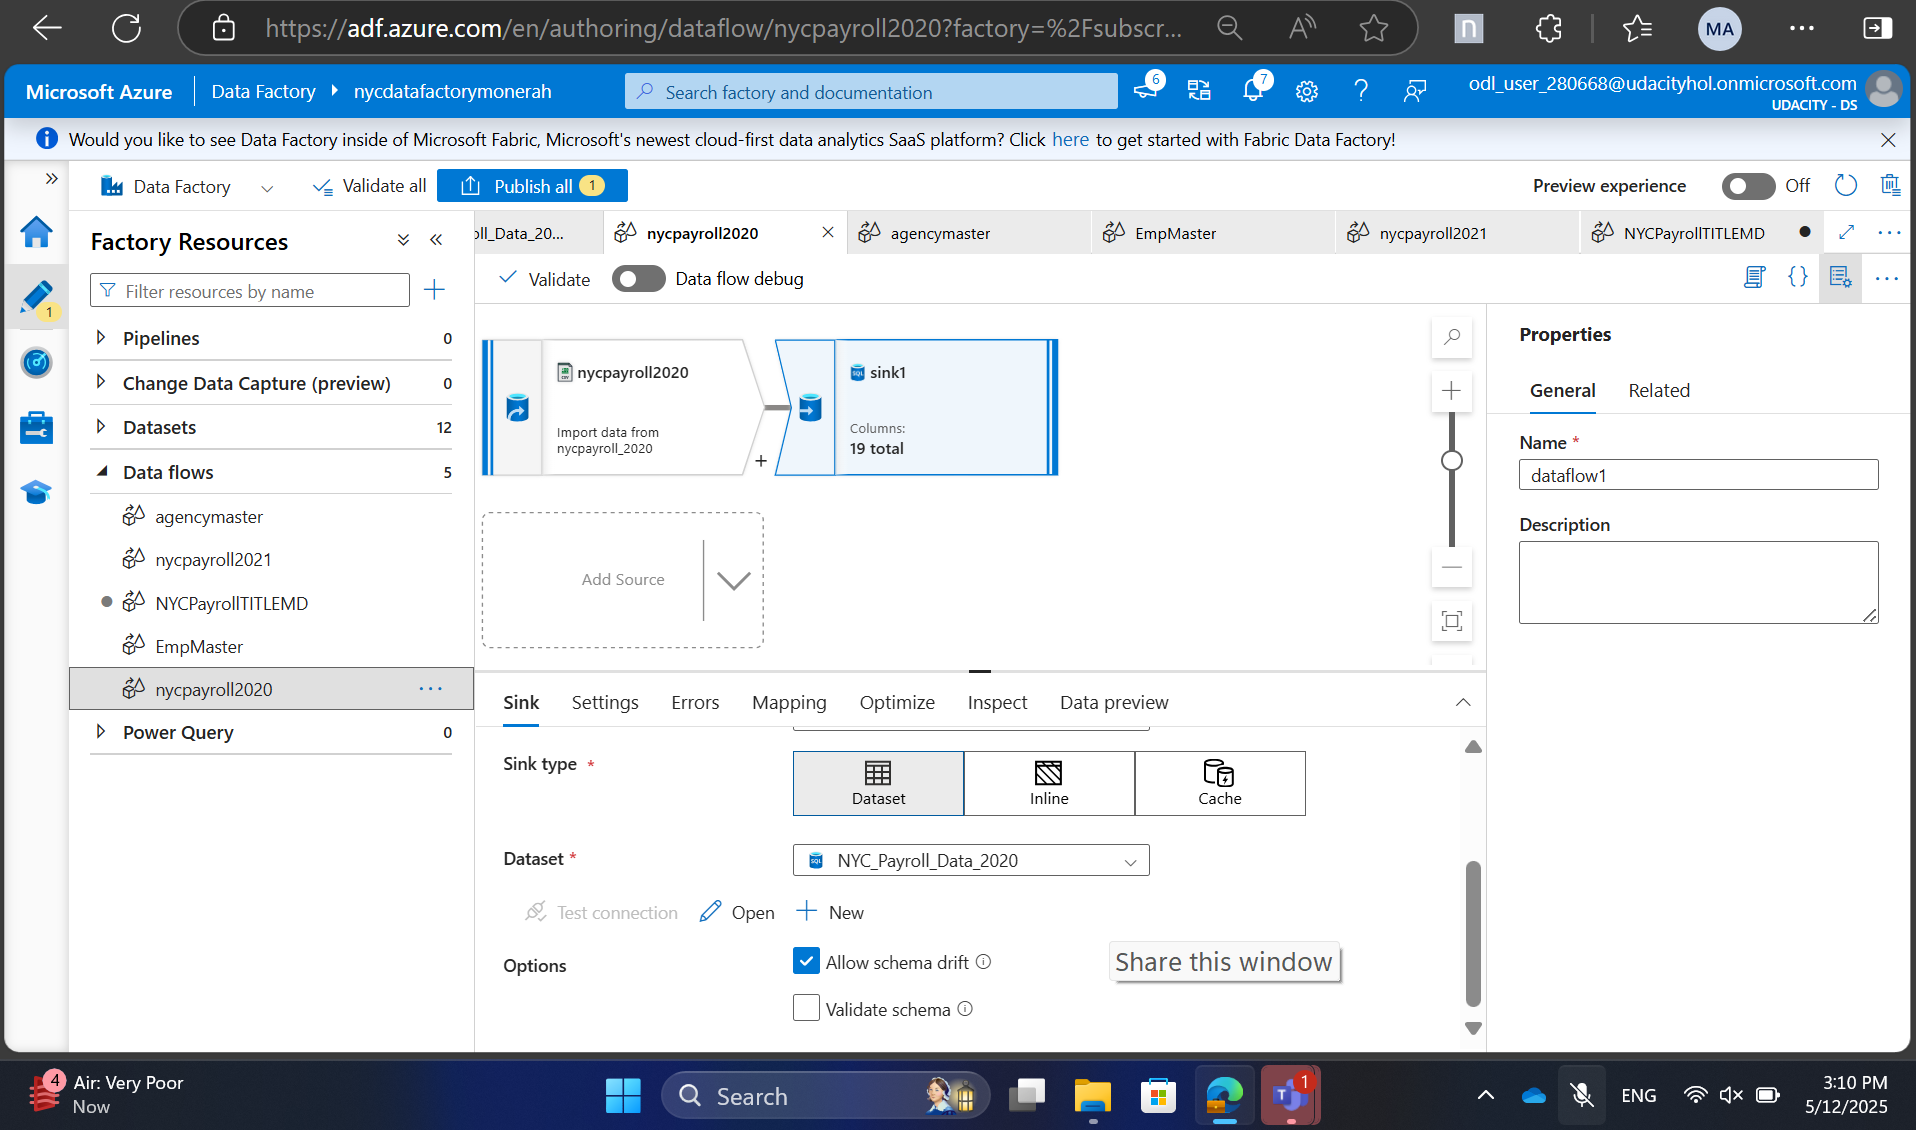 https://adf.azure.com/en/authoring/dataflow/nycpayroll2020?factory=%2Fsubscr...
n
MA
Microsoft Azure
Data Factory
nycdatafactorymonerah
Search factory and documentation
6
7
odl_user_280668@udacityhol.onmicrosoft.com
UDACITY - DS
Would you like to see Data Factory inside of Microsoft Fabric, Microsoft's newest cloud-first data analytics SaaS platform? Click here to get started with Fabric Data Factory!
Data Factory
Validate all
Publish all 1
Preview experience
Off
Factory Resources
oll_Data_20...
nycpayroll2020
agencymaster
EmpMaster
nycpayroll2021
NYCPayrollTITLEMD
Validate
Data flow debug
Filter resources by name
1
Pipelines 0
Change Data Capture (preview) 0
Datasets 12
Data flows 5
agencymaster
nycpayroll2021
NYCPayrollTITLEMD
EmpMaster
nycpayroll2020
Power Query 0
nycpayroll2020
Import data from
nycpayroll_2020
+
sink1
Columns:
19 total
Add Source
Properties
General
Related
Name *
dataflow1
Description
Sink
Settings
Errors
Mapping
Optimize
Inspect
Data preview
Sink type *
Dataset
Inline
Cache
Dataset *
SQL
NYC_Payroll_Data_2020
Test connection
Open
New
Options
Allow schema drift
Share this window
Validate schema
4
Air: Very Poor
Now
Search
1
ENG
3:10 PM
5/12/2025